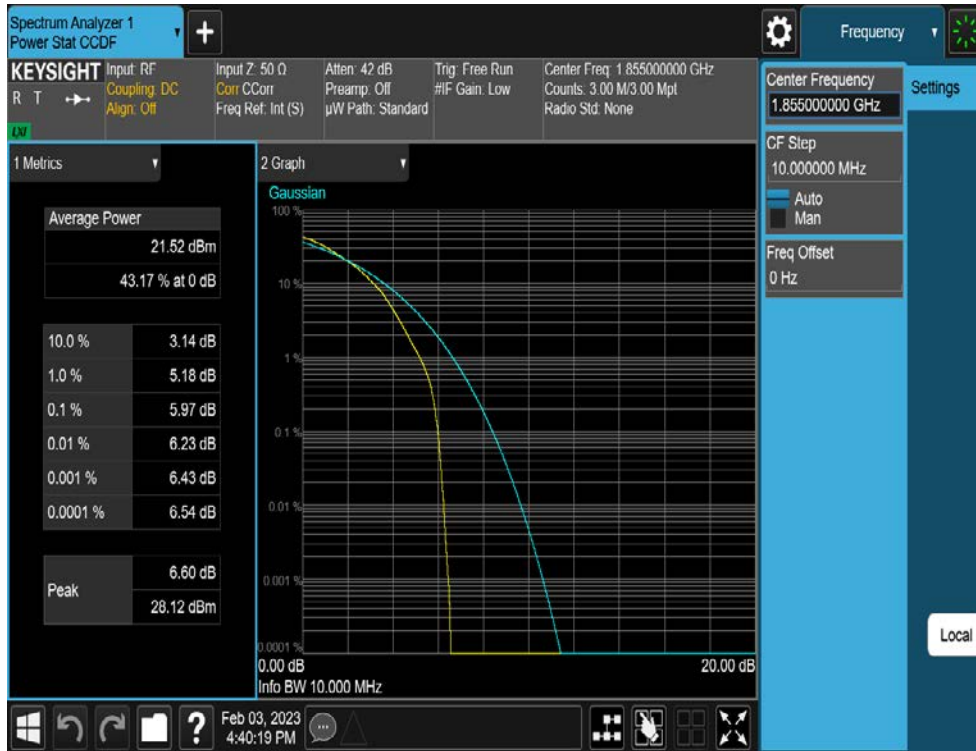 Spectrum Analyzer 1
Power Stat CCDF
+
Frequency
KEYSIGHT
R T
LXI
Input: RF
Coupling: DC
Align: Off
Input Z: 50 Ω
Corr CCorr
Freq Ref: Int (S)
Atten: 42 dB
Preamp: Off
µW Path: Standard
Trig: Free Run
#IF Gain: Low
Center Freq: 1.855000000 GHz
Counts: 3.00 M/3.00 Mpt
Radio Std: None
1 Metrics
Average Power
21.52 dBm
43.17 % at 0 dB
10.0 % 3.14 dB
1.0 % 5.18 dB
0.1 % 5.97 dB
0.01 % 6.23 dB
0.001 % 6.43 dB
0.0001 % 6.54 dB
Peak
6.60 dB
28.12 dBm
2 Graph
Gaussian
100 %
10 %
1 %
0.1 %
0.01 %
0.001 %
0.0001 %
0.00 dB 20.00 dB
Info BW 10.000 MHz
Center Frequency
1.855000000 GHz
Settings
CF Step
10.000000 MHz
Auto
Man
Freq Offset
0 Hz
Local
?
Feb 03, 2023
4:40:19 PM